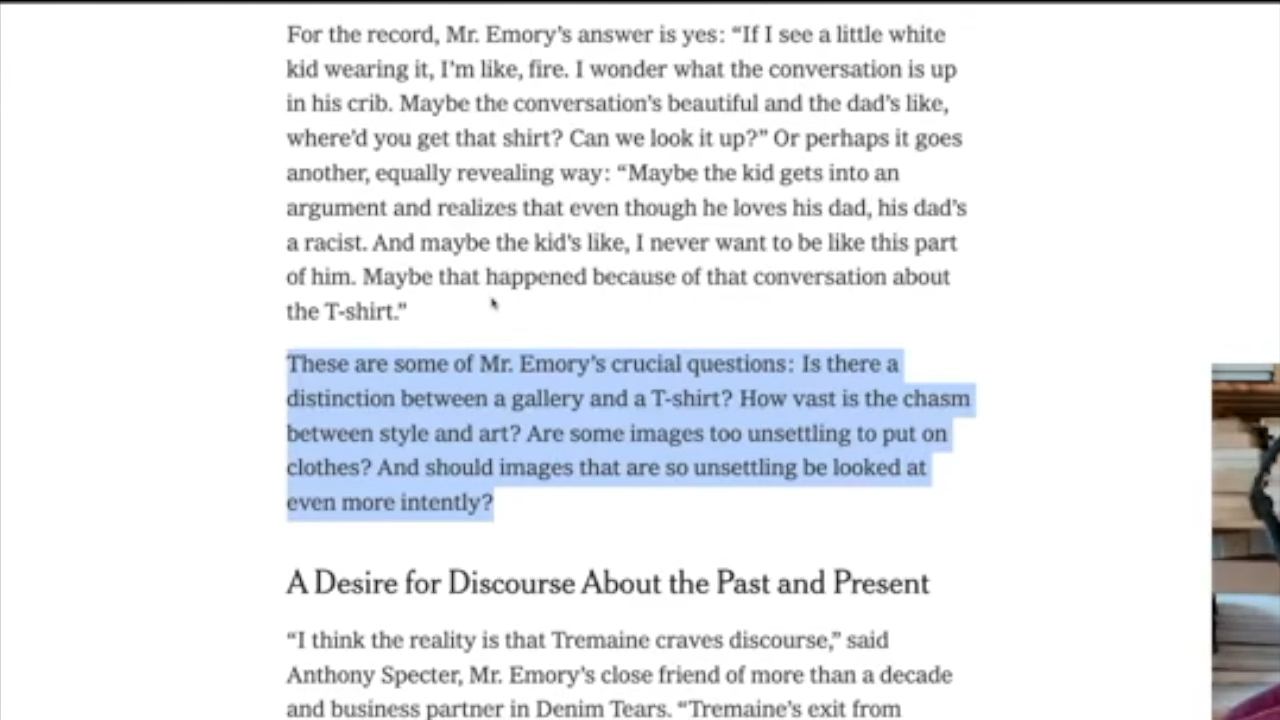 For the record, Mr. Emory’s answer is yes: “If I see a little white
kid wearing it, I’m like, fire. I wonder what the conversation is up
in his crib. Maybe the conversation’s beautiful and the dad’s like,
where’d you get that shirt? Can we look it up?” Or perhaps it goes
another, equally revealing way: “Maybe the kid gets into an
argument and realizes that even though he loves his dad, his dad’s
a racist. And maybe the kid’s like, I never want to be like this part
of him. Maybe that happened because of that conversation about
the T-shirt.”
These are some of Mr. Emory’s crucial questions: Is there a
distinction between a gallery and a T-shirt? How vast is the chasm
between style and art? Are some images too unsettling to put on
clothes? And should images that are so unsettling be looked at
even more intently?
A Desire for Discourse About the Past and Present
“I think the reality is that Tremaine craves discourse,” said
Anthony Specter, Mr. Emory’s close friend of more than a decade
and business partner in Denim Tears. “Tremaine’s exit from